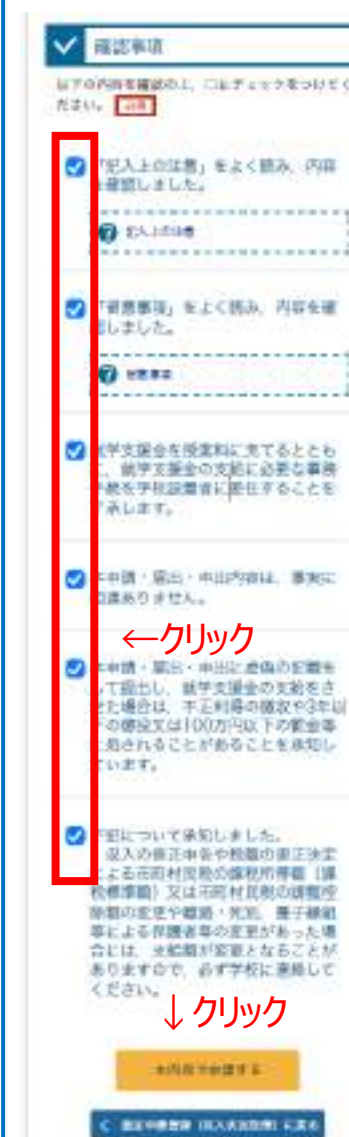 確認事項
以下の内容を確認の上、□にチェックをつけてく
ださい。 必須
「記入上の注意」をよく読み、内容
を確認しました。
記入上の注意
「留意事項」をよく読み、内容を確
認しました。
留意事項
就学支援金を授業料に充てるととも
に、就学支援金の支給に必要な事務
手続を学校設置者に委任することを
了承します。
本申請・届出・申出内容は、事実に
相違ありません。
←クリック
本申請・届出・申出に虚偽の記載を
して提出し、就学支援金の支給をさ
せた場合は、不正利得の徴収や3年以
下の懲役又は100万円以下の罰金等
に処されることがあることを承知し
ています。
下記について承知しました。
収入の修正申告や税額の更正決定
による市町村民税の課税所得額（課
税標準額）又は市町村民税の調整控
除額の変更や離婚・死別、養子縁組
等による保護者等の変更があった場
合には、支給額が変更となることが
ありますので、必ず学校に連絡して
ください。
↓クリック
本内容で申請する
に戻る